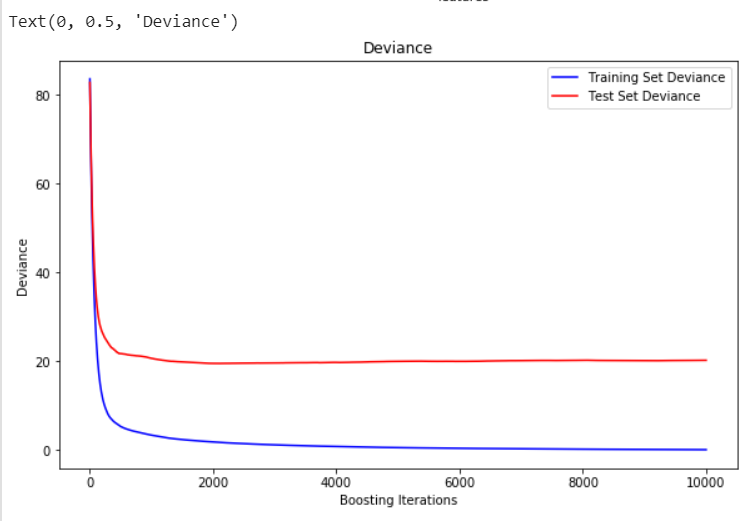 Text(0, 0.5, 'Deviance')
Deviance
Training Set Deviance
Test Set Deviance
Deviance
80
60
40
20
0
0 2000 4000 6000 8000 10000
Boosting Iterations